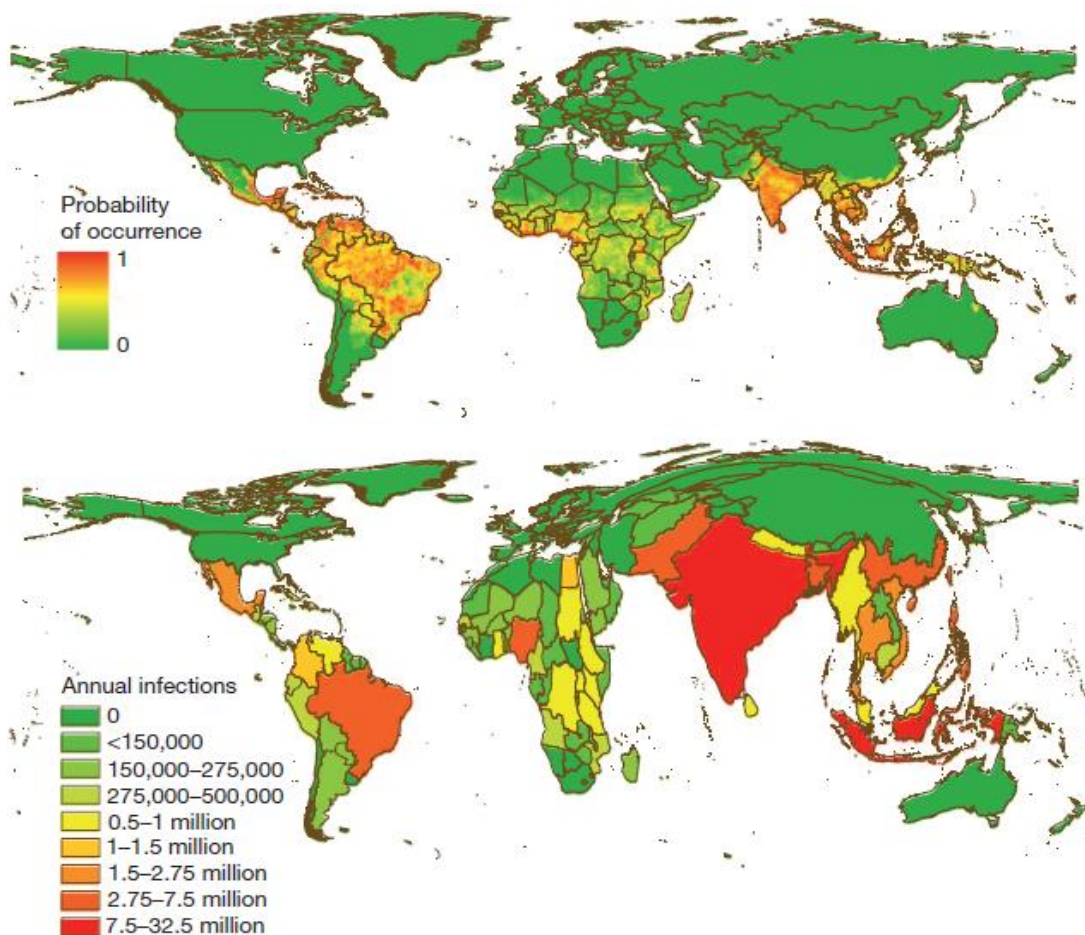 Probability
of occurrence
1
0
Annual infections
0
<150,000
150,000–275,000
275,000–500,000
0.5–1 million
1–1.5 million
1.5–2.75 million
2.75–7.5 million
7.5–32.5 million